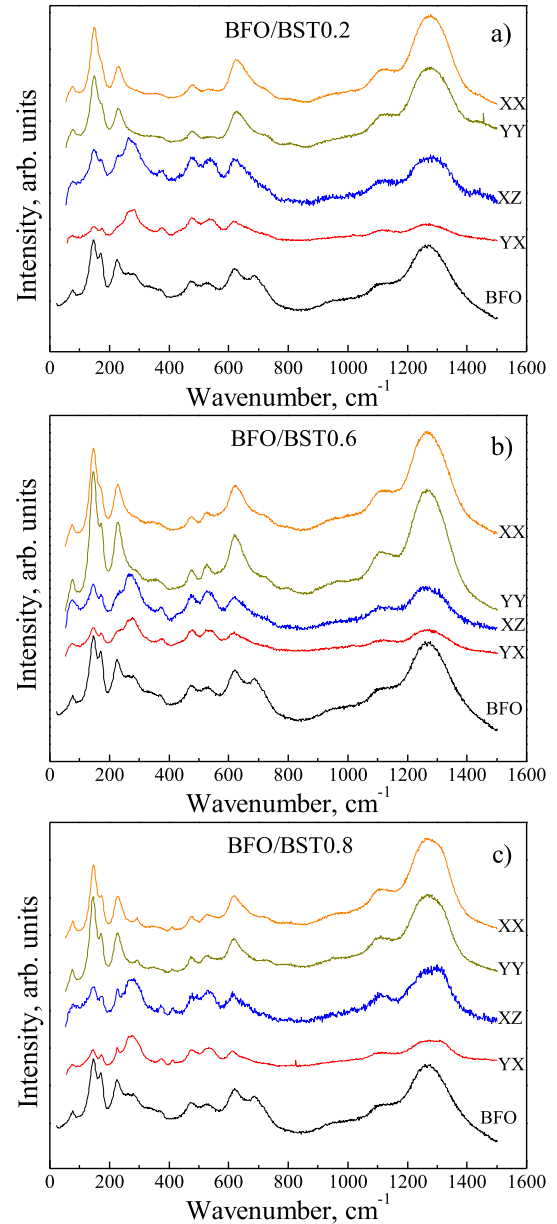 BFO/BST0.2
a)
XX
YY
XZ
YX
BFO
Intensity, arb. units
0 200 400 600 800 1000 1200 1400 1600
Wavenumber, cm-1
BFO/BST0.6
b)
XX
YY
XZ
YX
BFO
Intensity, arb. units
0 200 400 600 800 1000 1200 1400 1600
Wavenumber, cm-1
BFO/BST0.8
c)
XX
YY
XZ
YX
BFO
Intensity, arb. units
0 200 400 600 800 1000 1200 1400 1600
Wavenumber, cm-1